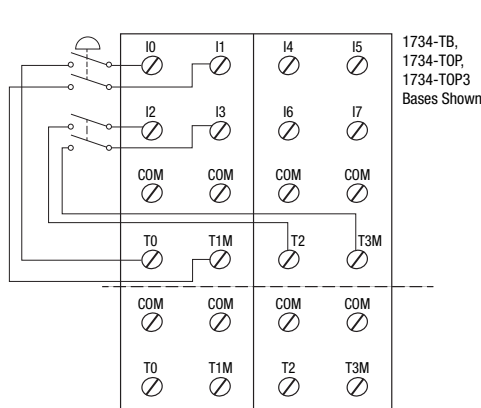 I0 I1 I4 I5
1734-TB,
1734-TOP,
1734-TOP3
Bases Shown
I2 I3 I6 I7
COM COM COM COM
T0 T1M T2 T3M
COM COM COM COM
T0 T1M T2 T3M